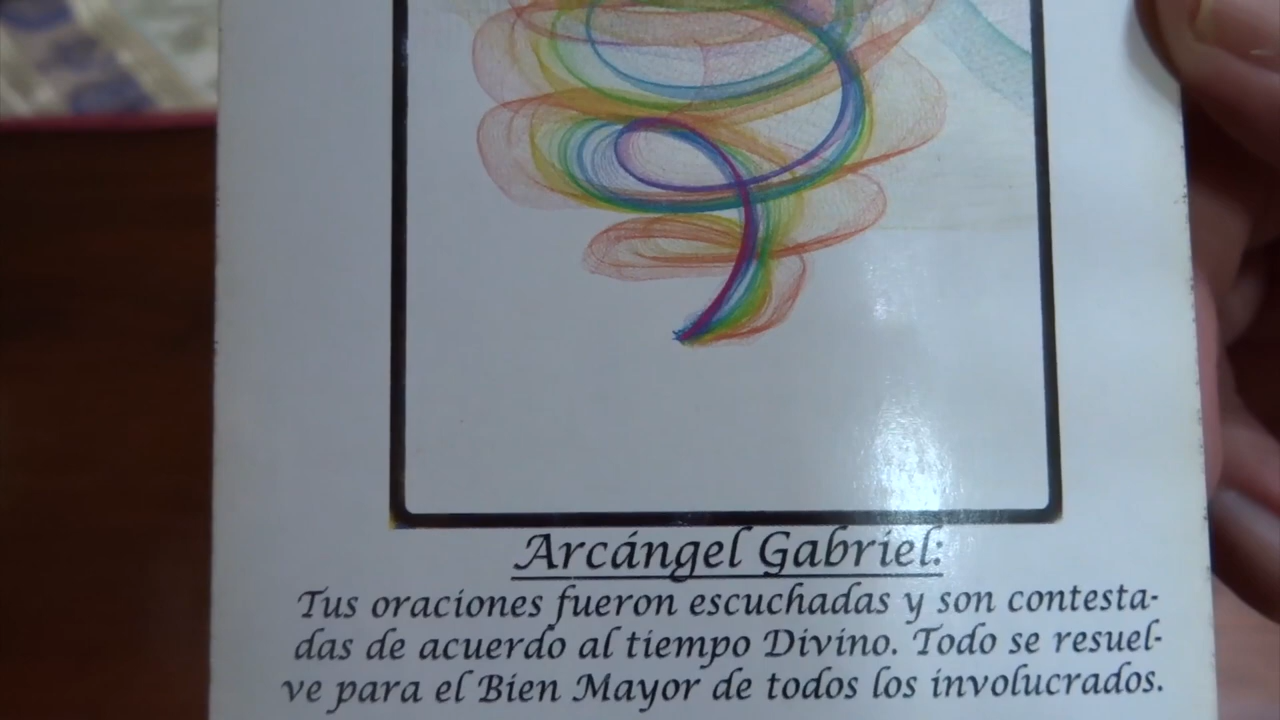 Arcángel Gabriel:
Tus oraciones fueron escuchadas y son contesta-
das de acuerdo al tiempo Divino. Todo se resuel-
ve para el Bien Mayor de todos los involucrados.